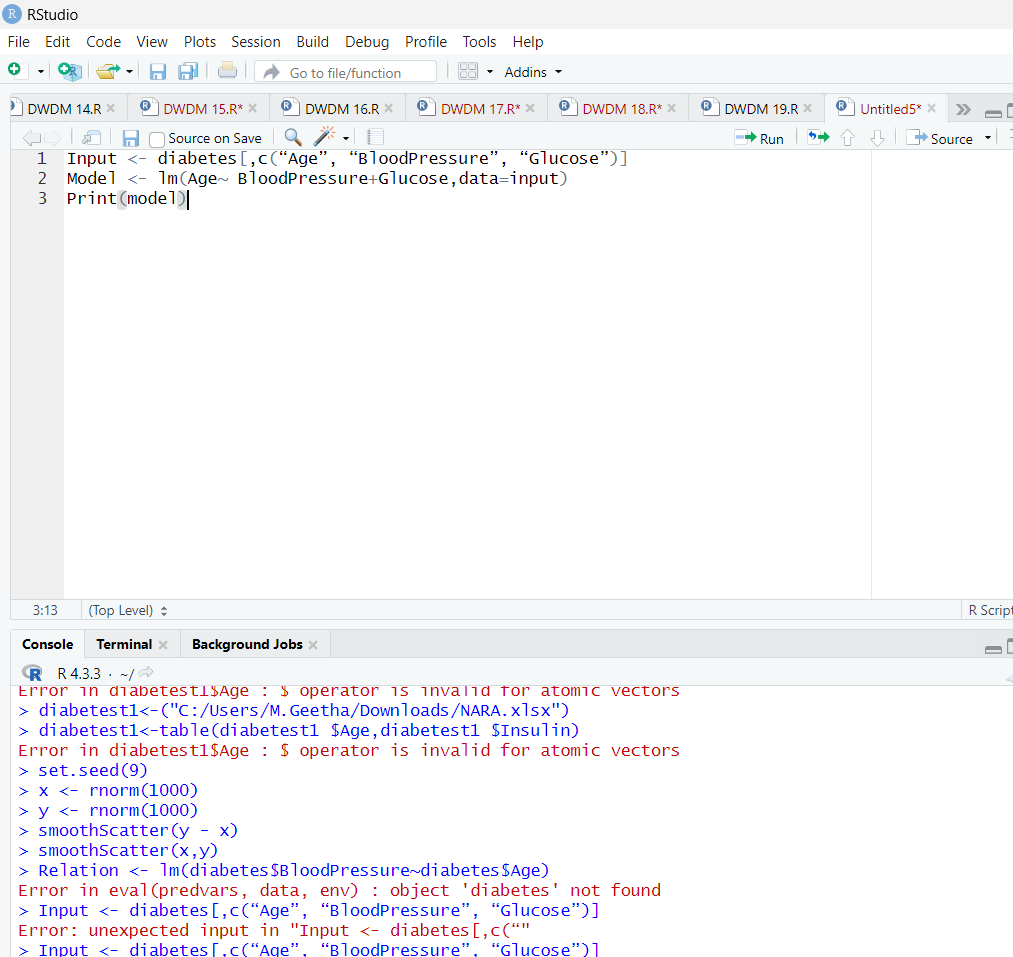 RStudio
File Edit Code View Plots Session Build Debug Profile Tools Help
Go to file/function Addins
DWDM 14.R DWDM 15.R* DWDM 16.R DWDM 17.R* DWDM 18.R* DWDM 19.R Untitled5*
Source on Save Run Source
1 Input <- diabetes[,c(“Age”, “BloodPressure”, “Glucose”)]
2 Model <- lm(Age~ BloodPressure+Glucose,data=input)
3 Print(model)
3:13 (Top Level) R Script
Console Terminal Background Jobs
R 4.3.3 · ~/
Error in diabetest1$Age : $ operator is invalid for atomic vectors
> diabetest1<-("C:/Users/M.Geetha/Downloads/NARA.xlsx")
> diabetest1<-table(diabetest1 $Age,diabetest1 $Insulin)
Error in diabetest1$Age : $ operator is invalid for atomic vectors
> set.seed(9)
> x <- rnorm(1000)
> y <- rnorm(1000)
> smoothScatter(y - x)
> smoothScatter(x,y)
> Relation <- lm(diabetes$BloodPressure~diabetes$Age)
Error in eval(predvars, data, env) : object 'diabetes' not found
> Input <- diabetes[,c(“Age”, “BloodPressure”, “Glucose”)]
Error: unexpected input in "Input <- diabetes[,c(“"
> Input <- diabetes[,c(“Age”, “BloodPressure”, “Glucose”)]